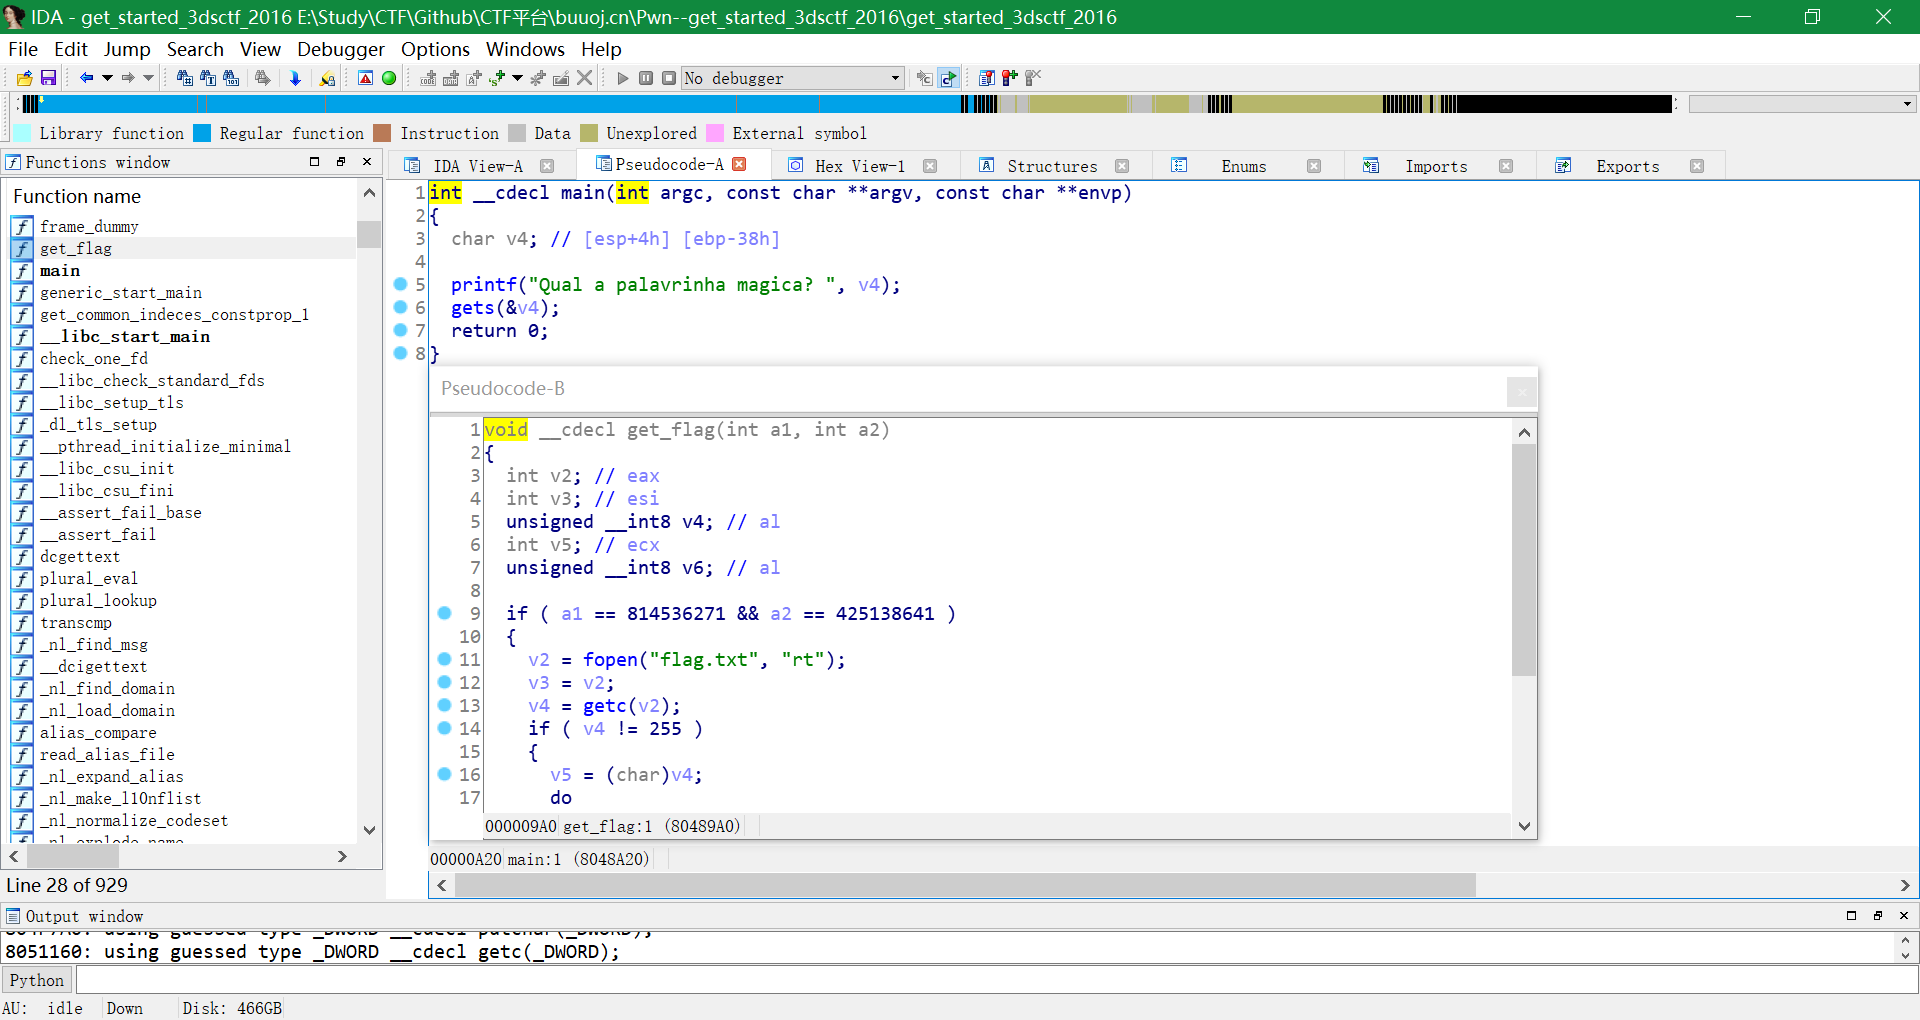 IDA - get_started_3dsctf_2016 E:\Study\CTF\Github\CTF平台\buuoj.cn\Pwn--get_started_3dsctf_2016\get_started_3dsctf_2016
File Edit Jump Search View Debugger Options Windows Help
No debugger
Library function Regular function Instruction Data Unexplored External symbol
Functions window
Function name
frame_dummy
get_flag
main
generic_start_main
get_common_indeces_constprop_1
__libc_start_main
check_one_fd
__libc_check_standard_fds
__libc_setup_tls
_dl_tls_setup
__pthread_initialize_minimal
__libc_csu_init
__libc_csu_fini
__assert_fail_base
__assert_fail
dcgettext
plural_eval
plural_lookup
transcmp
_nl_find_msg
__dcigettext
_nl_find_domain
_nl_load_domain
alias_compare
read_alias_file
_nl_expand_alias
_nl_make_l10nflist
_nl_normalize_codeset
_nl_explode_name
Line 28 of 929
IDA View-A Pseudocode-A Hex View-1 Structures Enums Imports Exports
1 int __cdecl main(int argc, const char **argv, const char **envp)
2 {
3 char v4; // [esp+4h] [ebp-38h]
4
5 printf("Qual a palavrinha magica? ", v4);
6 gets(&v4);
7 return 0;
8 }
Pseudocode-B
1 void __cdecl get_flag(int a1, int a2)
2 {
3 int v2; // eax
4 int v3; // esi
5 unsigned __int8 v4; // al
6 int v5; // ecx
7 unsigned __int8 v6; // al
8
9 if ( a1 == 814536271 && a2 == 425138641 )
10 {
11 v2 = fopen("flag.txt", "rt");
12 v3 = v2;
13 v4 = getc(v2);
14 if ( v4 != 255 )
15 {
16 v5 = (char)v4;
17 do
000009A0 get_flag:1 (80489A0)
00000A20 main:1 (8048A20)
Output window
using guessed type _DWORD __cdecl putchar(_DWORD);
8051160: using guessed type _DWORD __cdecl getc(_DWORD);
Python
AU: idle Down Disk: 466GB